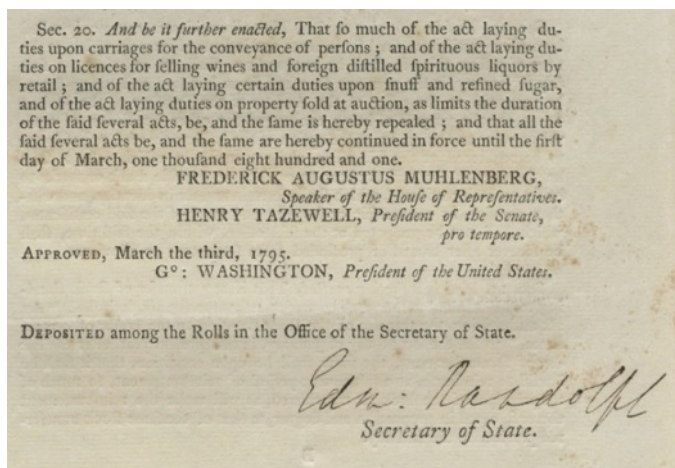 Sec. 20. And be it further enacted, That ſo much of the act laying du-
ties upon carriages for the conveyance of perſons ; and of the act laying du-
ties on licences for ſelling wines and foreign diſtilled ſpirituous liquors by
retail ; and of the act laying certain duties upon ſnuff and refined ſugar,
and of the act laying duties on property ſold at auction, as limits the duration
of the ſaid ſeveral acts, be, and the ſame is hereby repealed ; and that all the
ſaid ſeveral acts be, and the ſame are hereby continued in force until the firſt
day of March, one thouſand eight hundred and one.
FREDERICK AUGUSTUS MUHLENBERG,
Speaker of the Houſe of Repreſentatives.
HENRY TAZEWELL, Preſident of the Senate,
pro tempore.
APPROVED, March the third, 1795.
Gº: WASHINGTON, Preſident of the United States.
DEPOSITED among the Rolls in the Office of the Secretary of State.
Edm: Randolph
Secretary of State.